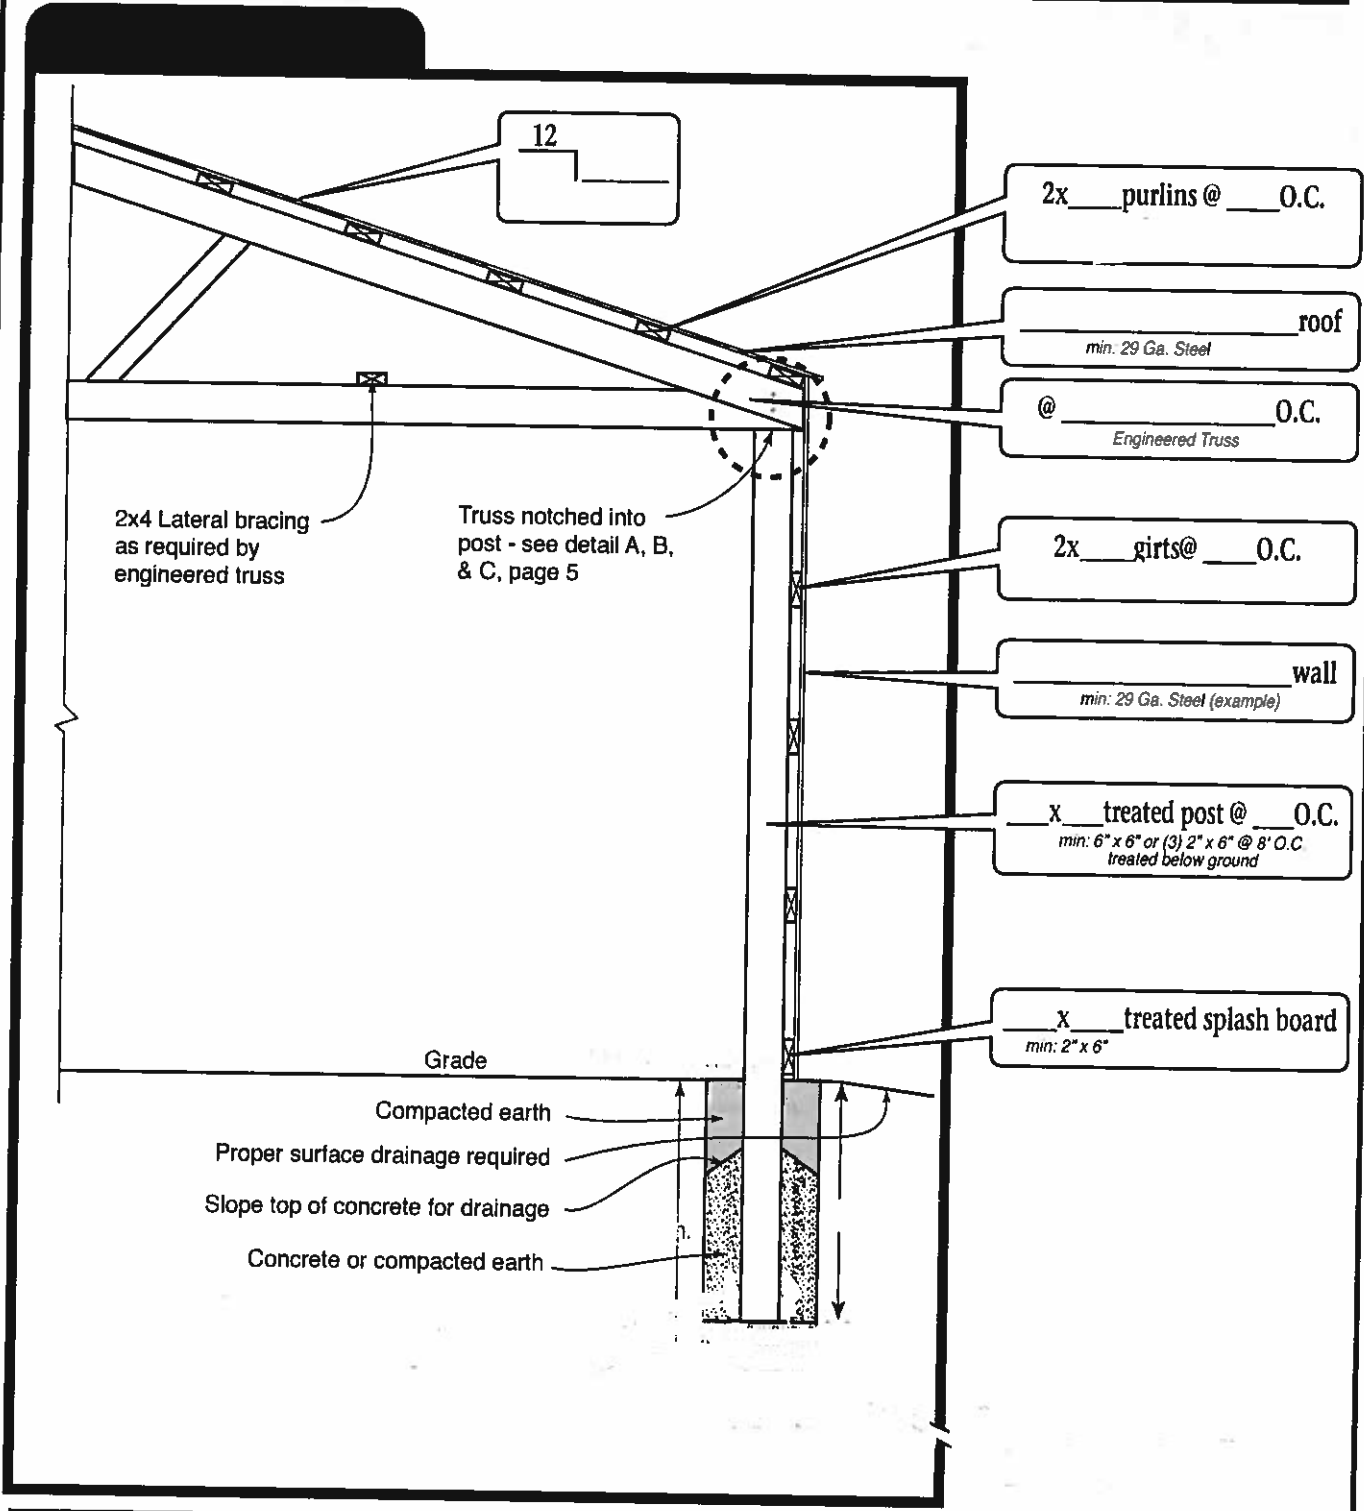 12
2x____purlins @ ____O.C.
_____________________roof
min: 29 Ga. Steel
@ ________________O.C.
Engineered Truss
2x4 Lateral bracing
as required by
engineered truss
Truss notched into
post - see detail A, B,
& C, page 5
2x____girts@ ____O.C.
_____________________wall
min: 29 Ga. Steel (example)
___x___treated post @ ___O.C.
min: 6" x 6" or (3) 2" x 6" @ 8' O.C
treated below ground
____x____treated splash board
min: 2" x 6"
Grade
Compacted earth
Proper surface drainage required
Slope top of concrete for drainage
Concrete or compacted earth